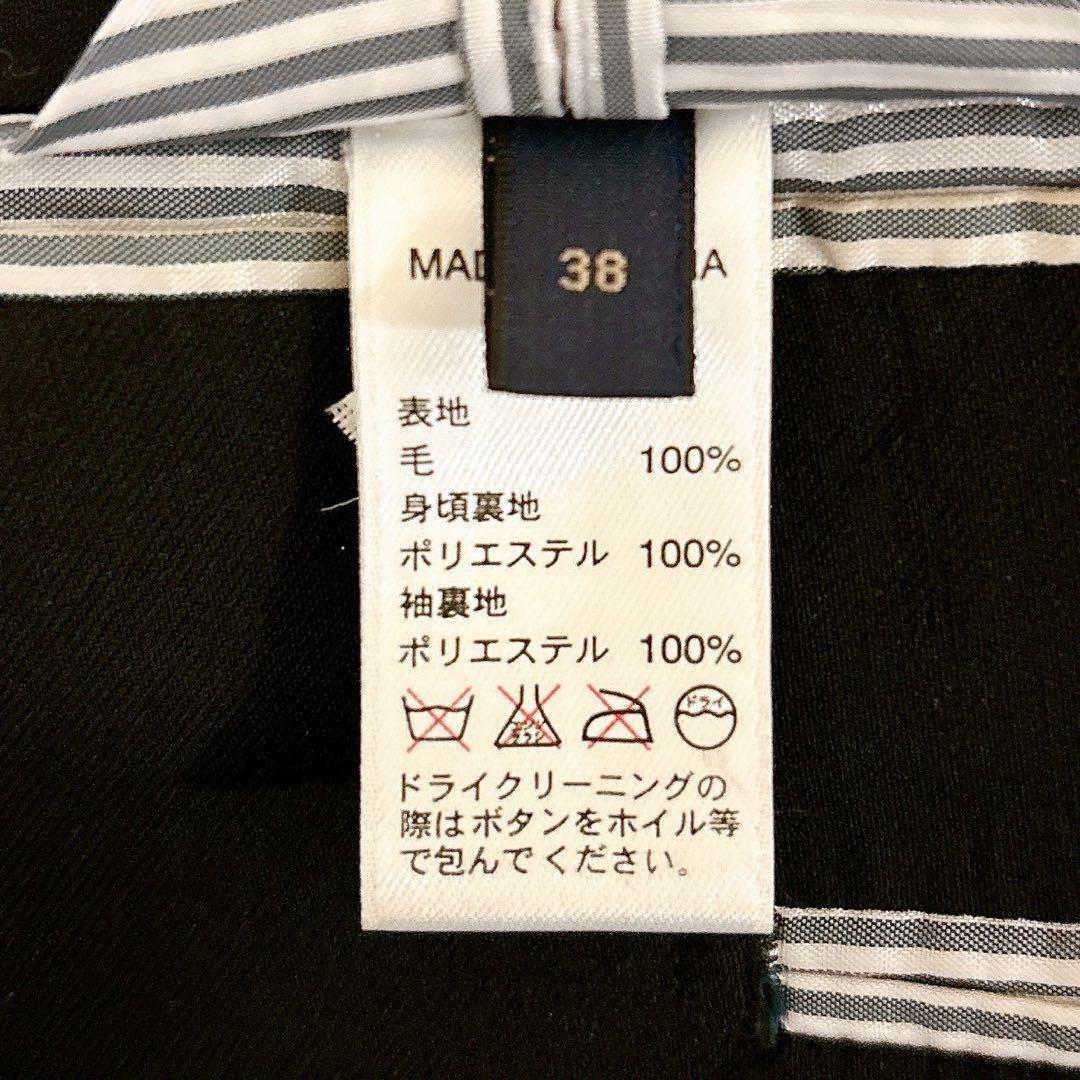 38
表地
毛 100%
身頃裏地
ポリエステル 100%
袖裏地
ポリエステル 100%
ドライ
ドライクリーニングの
際はボタンをホイル等
で包んでください。